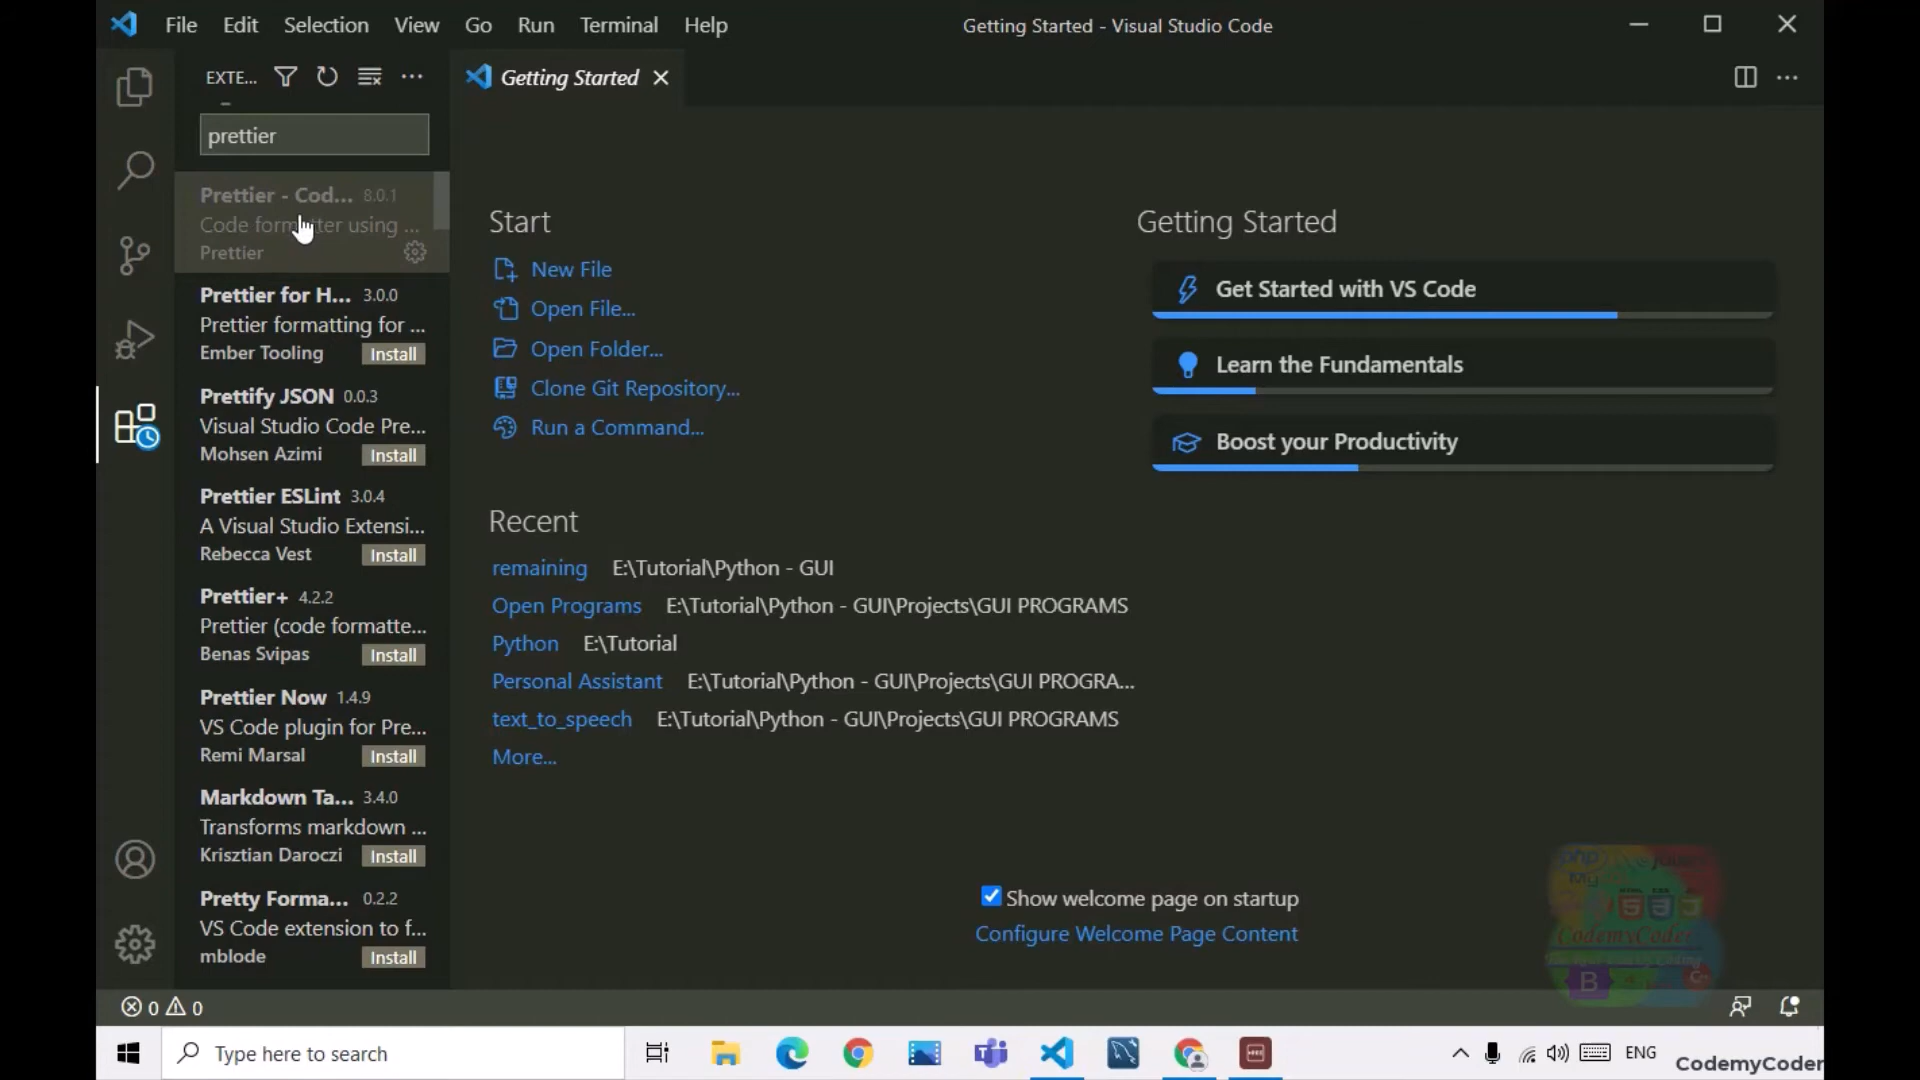 File Edit Selection View Go Run Terminal Help
Getting Started - Visual Studio Code
EXTE...
Getting Started
prettier
Prettier - Cod... 8.0.1
Code formatter using ...
Prettier
Prettier for H... 3.0.0
Prettier formatting for ...
Ember Tooling Install
Prettify JSON 0.0.3
Visual Studio Code Pre...
Mohsen Azimi Install
Prettier ESLint 3.0.4
A Visual Studio Extensi...
Rebecca Vest Install
Prettier+ 4.2.2
Prettier (code formatte...
Benas Svipas Install
Prettier Now 1.4.9
VS Code plugin for Pre...
Remi Marsal Install
Markdown Ta... 3.4.0
Transforms markdown ...
Krisztian Daroczi Install
Pretty Forma... 0.2.2
VS Code extension to f...
mblode Install
Start
New File
Open File...
Open Folder...
Clone Git Repository...
Run a Command...
Recent
remaining E:\Tutorial\Python - GUI
Open Programs E:\Tutorial\Python - GUI\Projects\GUI PROGRAMS
Python E:\Tutorial
Personal Assistant E:\Tutorial\Python - GUI\Projects\GUI PROGRA...
text_to_speech E:\Tutorial\Python - GUI\Projects\GUI PROGRAMS
More...
Getting Started
Get Started with VS Code
Learn the Fundamentals
Boost your Productivity
Show welcome page on startup
Configure Welcome Page Content
php
My
CodemyCoder
B
0 0
Type here to search
ENG
CodemyCoder